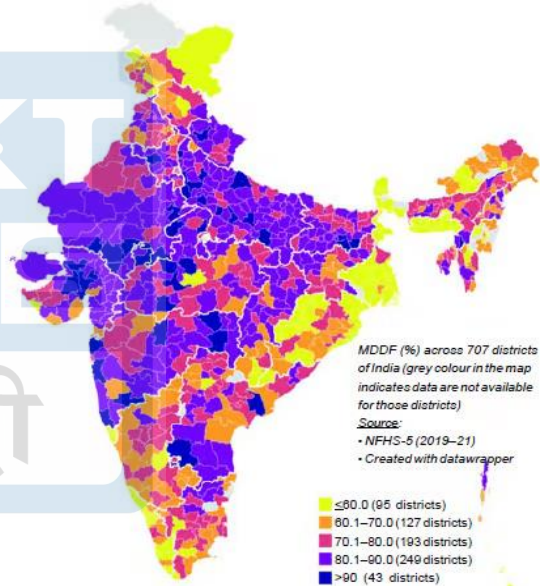 MDDF (%) across 707 districts
of India (grey colour in the map
indicates data are not available
for those districts)
Source:
• NFHS-5 (2019–21)
• Created with datawrapper
≤60.0 (95 districts)
60.1–70.0 (127 districts)
70.1–80.0 (193 districts)
80.1–90.0 (249 districts)
>90 (43 districts)